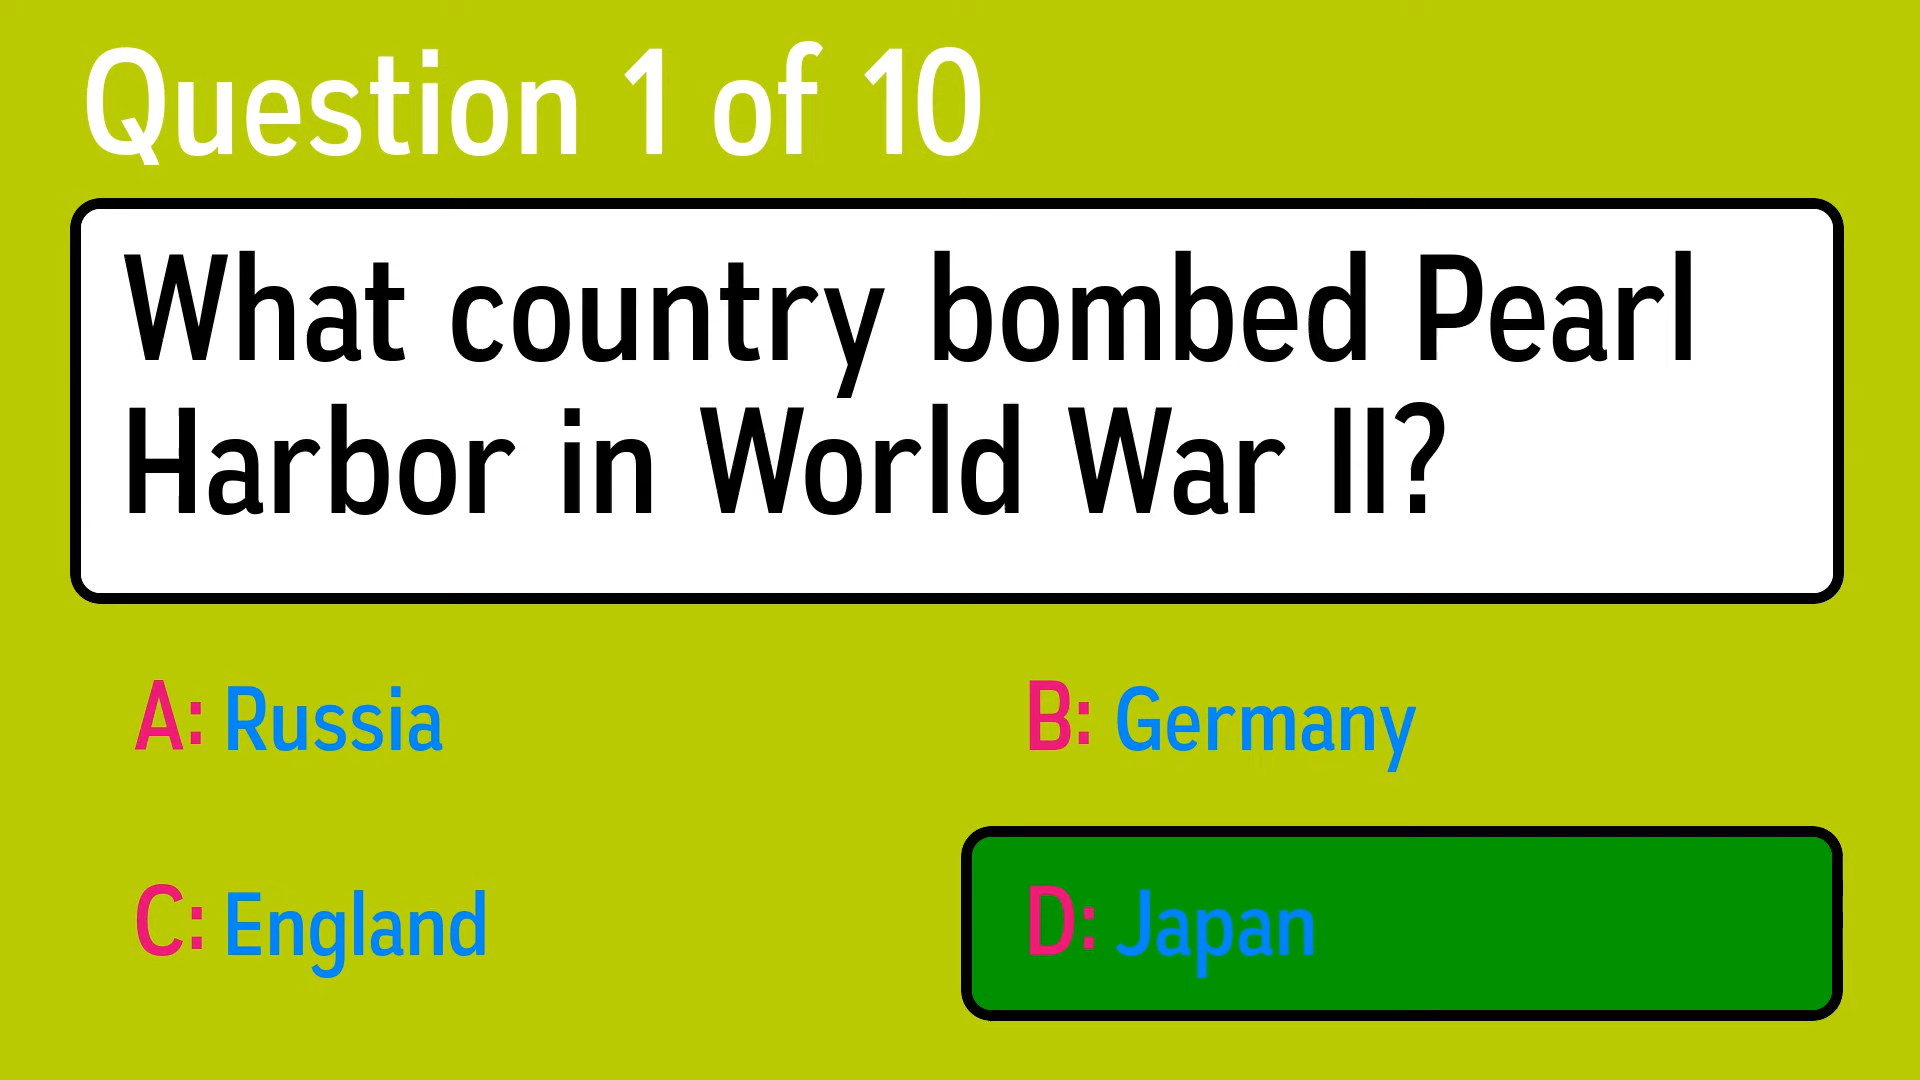 Question 1 of 10
What country bombed Pearl
Harbor in World War II?
A: Russia
B: Germany
C: England
D: Japan